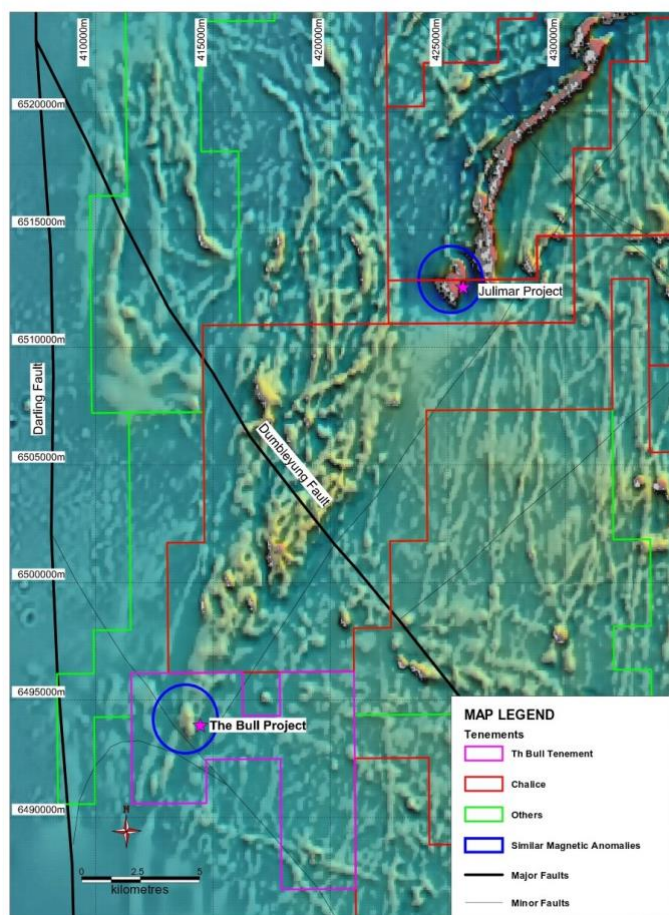 410000m
415000m
420000m
425000m
430000m
6520000m
6515000m
Julimar Project
6510000m
Darling Fault
6505000m
Dumbleyung Fault
6500000m
6495000m
The Bull Project
6490000m
N
0 2.5 5
kilometres
MAP LEGEND
Tenements
Th Bull Tenement
Chalice
Others
Similar Magnetic Anomalies
Major Faults
Minor Faults